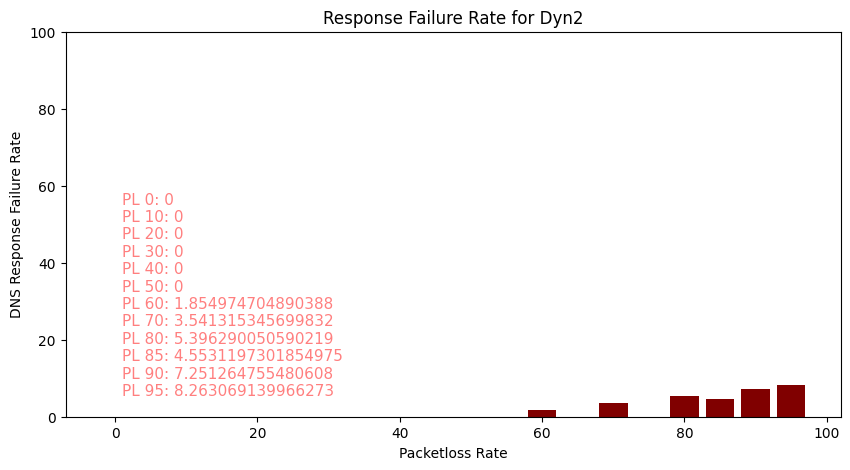 Response Failure Rate for Dyn2
100
80
60
40
20
0
DNS Response Failure Rate
PL 0: 0
PL 10: 0
PL 20: 0
PL 30: 0
PL 40: 0
PL 50: 0
PL 60: 1.854974704890388
PL 70: 3.541315345699832
PL 80: 5.396290050590219
PL 85: 4.5531197301854975
PL 90: 7.251264755480608
PL 95: 8.263069139966273
0 20 40 60 80 100
Packetloss Rate